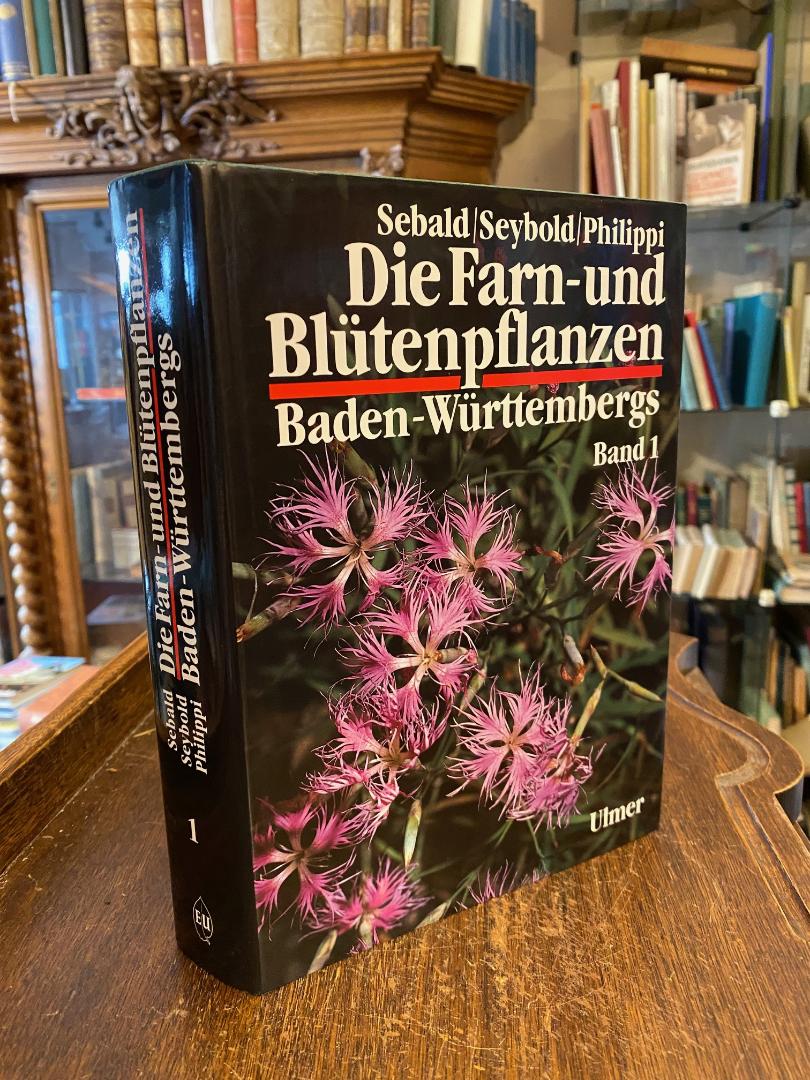 Sebald/Seybold/Philippi
Die Farn-und
Blütenpflanzen
Baden-Württembergs
Band 1
Ulmer
Die Farn-und Blütenpflanzen
Baden-Württembergs
Sebald
Seybold
Philippi
1
EU